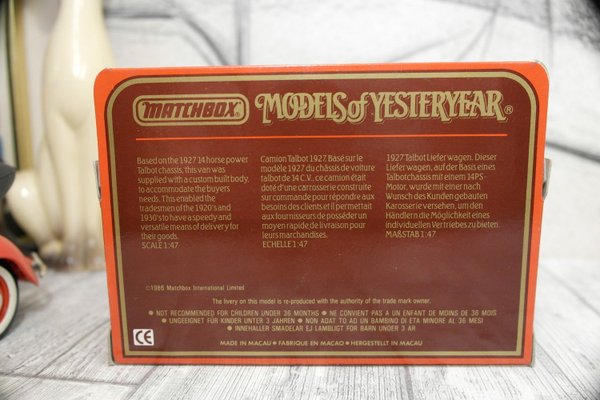 MATCHBOX
MODELS of YESTERYEAR®
Based on the 1927 14 horse power
Talbot chassis, this van was
supplied with a custom built body,
to accommodate the buyers
needs. This enabled the
tradesmen of the 1920's and
1930's to have a speedy and
versatile means of delivery for
their goods.
SCALE 1:47
Camion Talbot 1927. Basé sur le
modèle 1927 du châssis de voiture
talbot de 14 C.V., ce camion était
doté d'une carrosserie construite
sur commande pour répondre aux
besoins des clients et il permettait
aux fournisseurs de posséder un
moyen rapide de livraison pour
leurs marchandises.
ECHELLE 1:47
1927 Talbot Lieferwagen. Dieser
Lieferwagen, auf der Basis eines
Talbotchassis mit einem 14PS-
Motor, wurde mit einer nach
Wunsch des Kunden gebauten
Karosserie versehen, um den
Händlern die Möglichkeit eines
individuellen Vertriebes zu bieten.
MAßSTAB 1:47
©1985 Matchbox International Limited
The livery on this model is re-produced with the authority of the trade mark owner.
● NOT RECOMMENDED FOR CHILDREN UNDER 36 MONTHS ● NE CONVIENT PAS A UN ENFANT DE MOINS DE 36 MOIS
● UNGEEIGNET FÜR KINDER UNTER 3 JAHREN ● NON ADAT TO AD UN BAMBINO DI ETA MINORE AL 36 MESI
● INNEHALLER SMADELAR EJ LAMBLIGT FOR BARN UNDER 3 AR
CE
MADE IN MACAU ● FABRIQUE EN MACAO ● HERGESTELLT IN MACAU